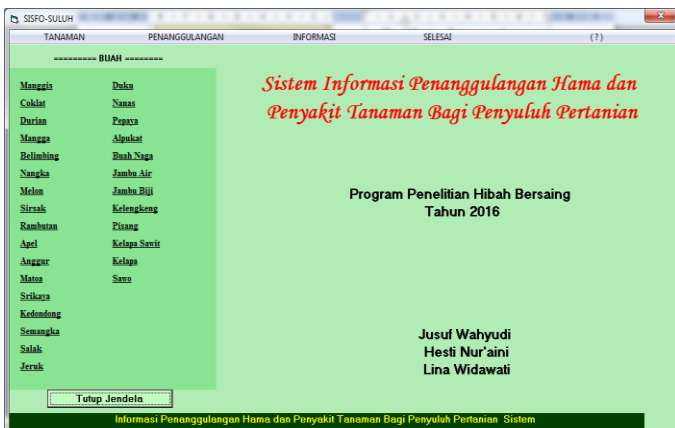 SISFO-SULUH
TANAMAN PENANGGULANGAN INFORMASI SELESAI (?)
========= BUAH ========
Manggis
Coklat
Durian
Mangga
Belimbing
Nangka
Melon
Sirsak
Rambutan
Apel
Anggur
Matoa
Srikaya
Kedondong
Semangka
Salak
Jeruk
Duku
Nanas
Pepaya
Alpukat
Buah Naga
Jambu Air
Jambu Biji
Kelengkeng
Pisang
Kelapa Sawit
Kelapa
Sawo
Tutup Jendela
Sistem Informasi Penanggulangan Hama dan
Penyakit Tanaman Bagi Penyuluh Pertanian
Program Penelitian Hibah Bersaing
Tahun 2016
Jusuf Wahyudi
Hesti Nur'aini
Lina Widawati
Informasi Penanggulangan Hama dan Penyakit Tanaman Bagi Penyuluh Pertanian Sistem